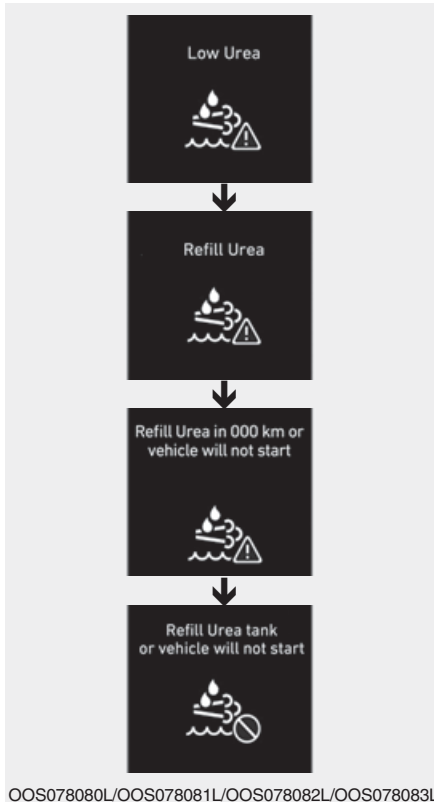 Low Urea
Refill Urea
Refill Urea in 000 km or
vehicle will not start
Refill Urea tank
or vehicle will not start
OOS078080L/OOS078081L/OOS078082L/OOS078083L